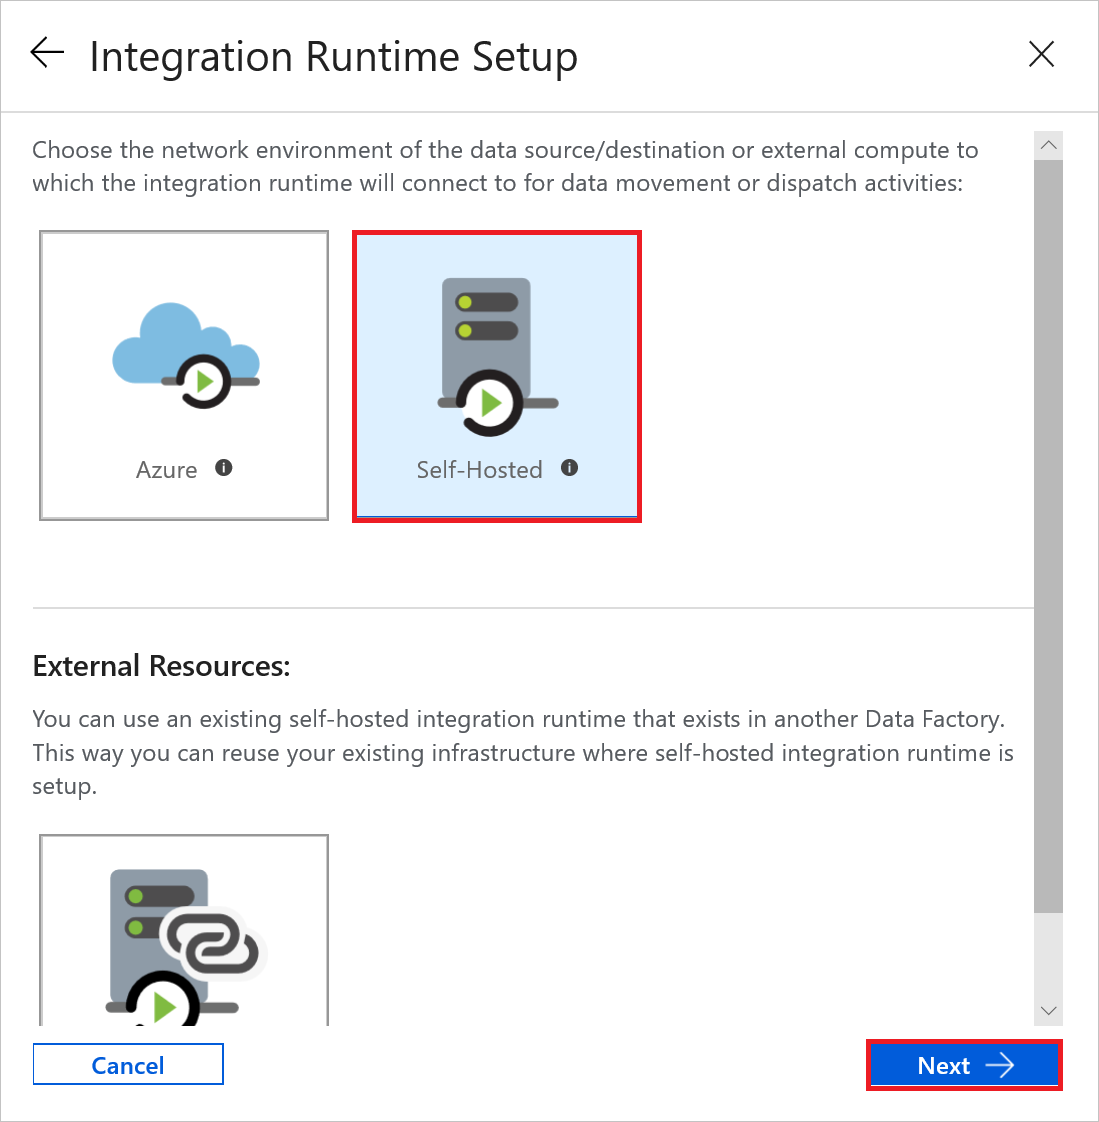 Integration Runtime Setup
Choose the network environment of the data source/destination or external compute to
which the integration runtime will connect to for data movement or dispatch activities:
Azure
Self-Hosted
External Resources:
You can use an existing self-hosted integration runtime that exists in another Data Factory.
This way you can reuse your existing infrastructure where self-hosted integration runtime is
setup.
Cancel
Next